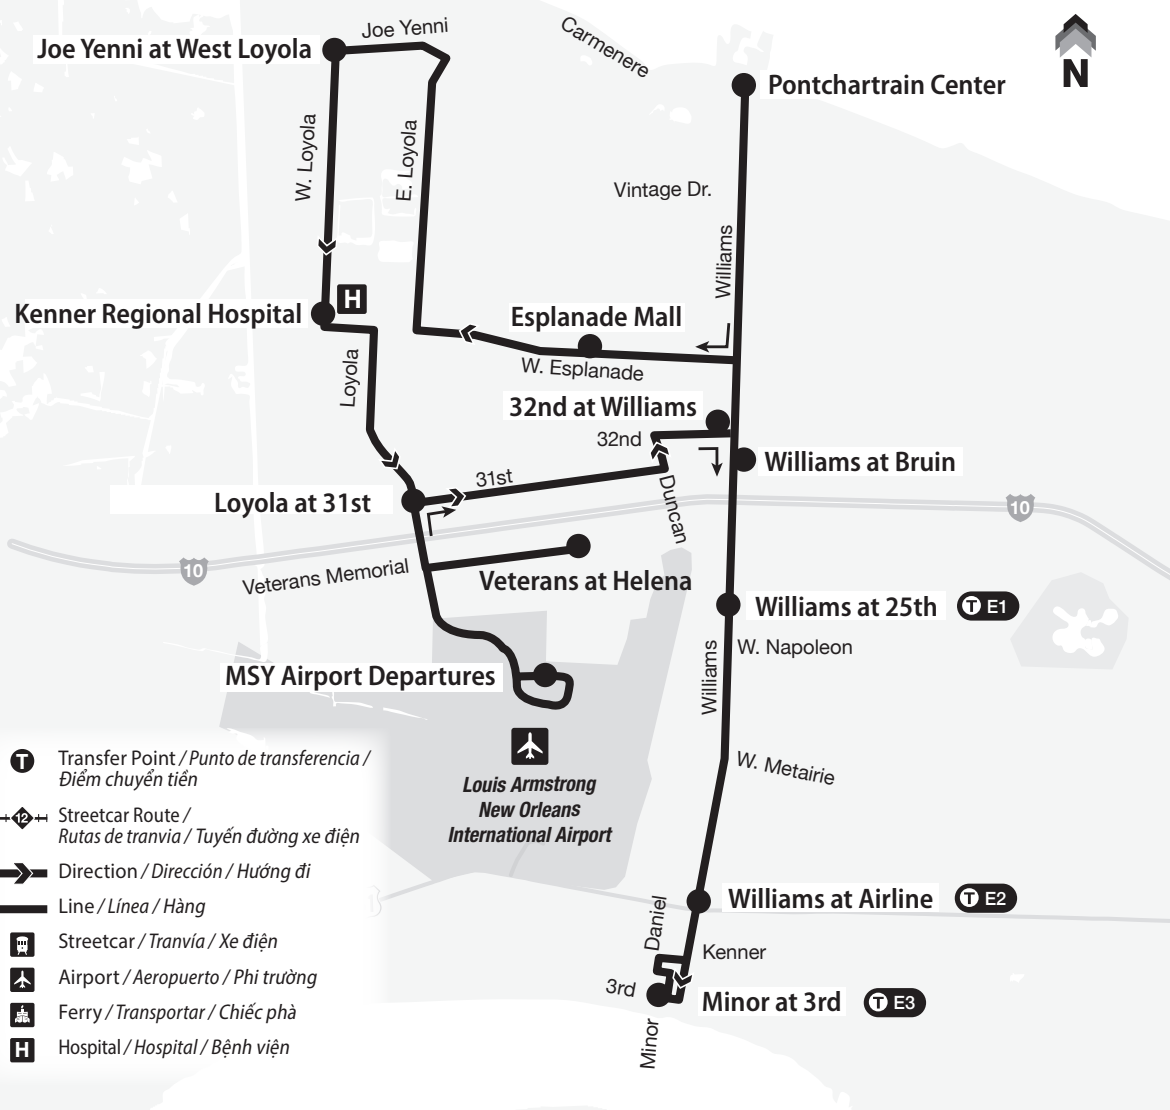 Joe Yenni
Joe Yenni at West Loyola
Carmenere
N
Pontchartrain Center
W. Loyola
E. Loyola
Vintage Dr.
Williams
H
Kenner Regional Hospital
Esplanade Mall
Loyola
W. Esplanade
32nd at Williams
32nd
Williams at Bruin
31st
Loyola at 31st
Duncan
10
10
Veterans Memorial
Veterans at Helena
Williams at 25th
T E1
W. Napoleon
Williams
MSY Airport Departures
W. Metairie
Louis Armstrong
New Orleans
International Airport
T
Transfer Point / Punto de transferencia /
Điểm chuyển tiền
12
Streetcar Route /
Rutas de tranvia / Tuyến đường xe điện
Direction / Dirección / Hướng đi
Line / Línea / Hàng
Streetcar / Tranvía / Xe điện
Airport / Aeropuerto / Phi trường
Ferry / Transportar / Chiếc phà
H
Hospital / Hospital / Bệnh viện
Williams at Airline
T E2
Daniel
Kenner
3rd
Minor at 3rd
T E3
Minor